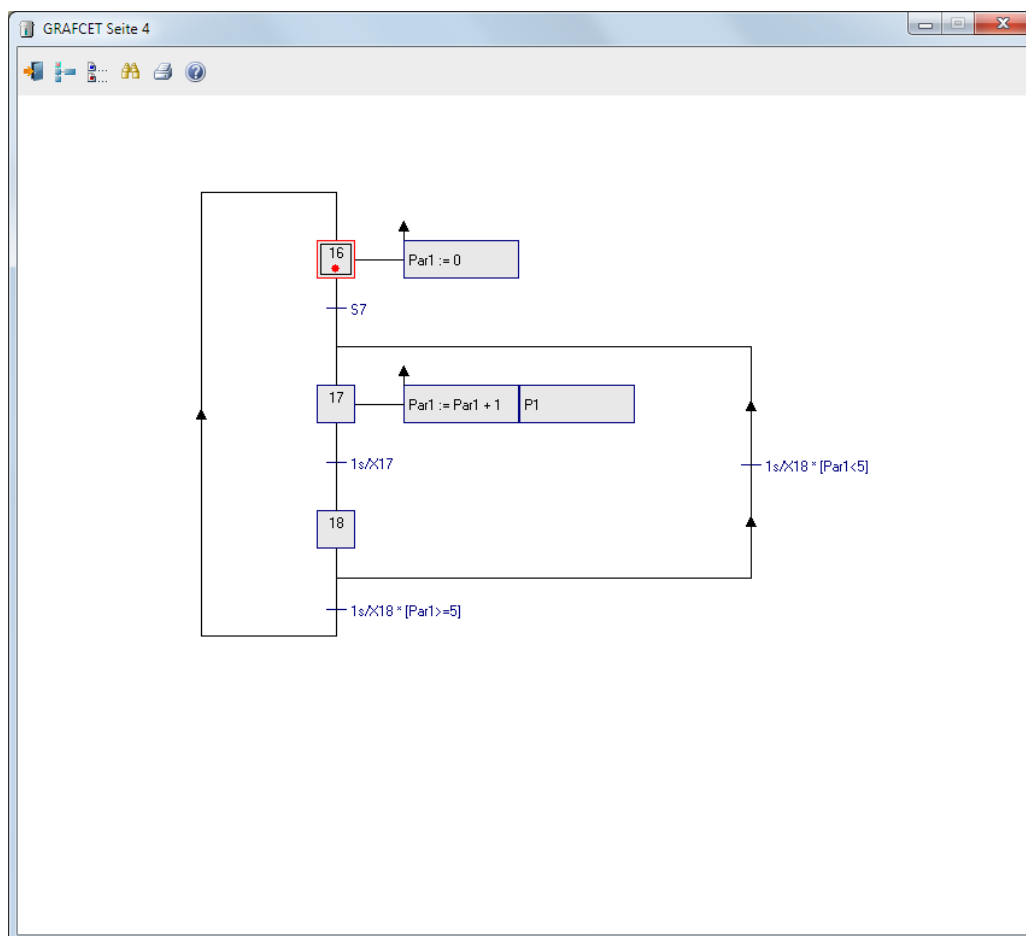 GRAFCET Seite 4
16
Par1 := 0
S7
17
Par1 := Par1 + 1
P1
1s/X17
1s/X18 * [Par1<5]
18
1s/X18 * [Par1>=5]